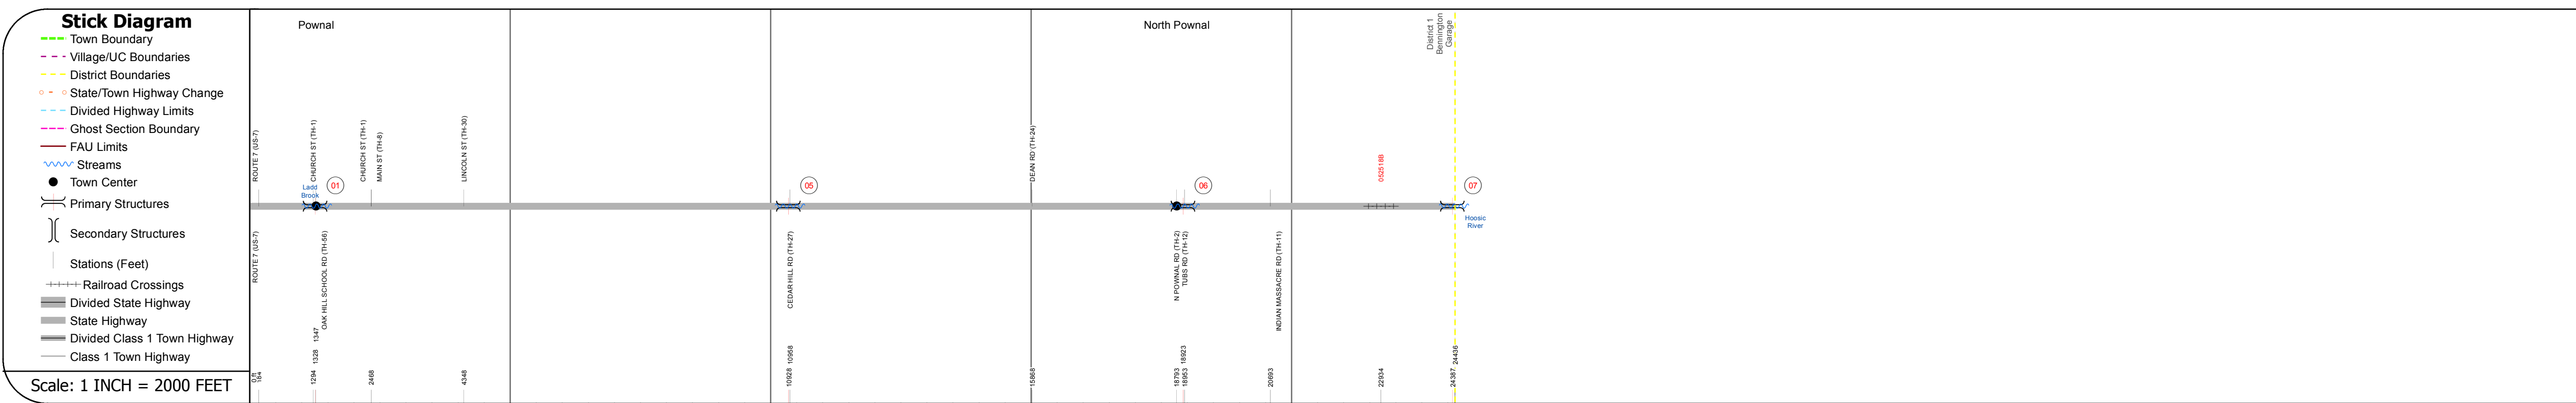 Stick Diagram
Town Boundary
Village/UC Boundaries
District Boundaries
State/Town Highway Change
Divided Highway Limits
Ghost Section Boundary
FAU Limits
Streams
Town Center
Primary Structures
Secondary Structures
Stations (Feet)
Railroad Crossings
Divided State Highway
State Highway
Divided Class 1 Town Highway
Class 1 Town Highway
Scale: 1 INCH = 2000 FEET
Pownal
North Pownal
District 1
Bennington
Garage
ROUTE 7 (US-7)
CHURCH ST (TH-1)
CHURCH ST (TH-1)
MAIN ST (TH-8)
LINCOLN ST (TH-30)
DEAN RD (TH-24)
052518B
Ladd
Brook
01
05
06
07
Hoosic
River
ROUTE 7 (US-7)
OAK HILL SCHOOL RD (TH-56)
CEDAR HILL RD (TH-27)
N POWNAL RD (TH-2)
TUBS RD (TH-12)
INDIAN MASSACRE RD (TH-11)
0 ft
184
1294
1328 1347
2468
4348
10928 10958
15868
18793
18953 18923
20693
22934
24387 24436